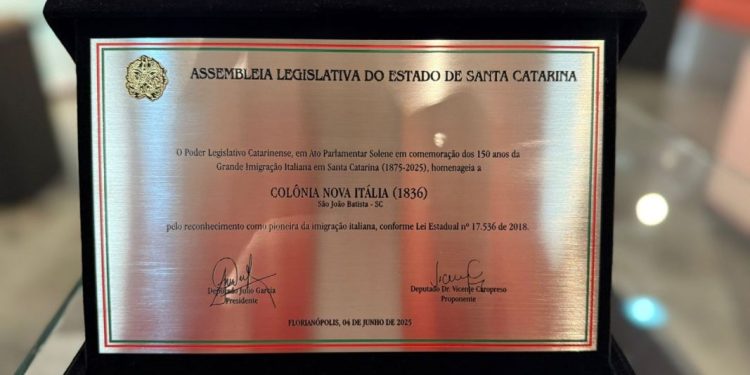 ASSEMBLEIA LEGISLATIVA DO ESTADO DE SANTA CATARINA
O Poder Legislativo Catarinense, em Ato Parlamentar Solene em comemoração dos 150 anos da
Grande Imigração Italiana em Santa Catarina (1875-2025), homenageia a
COLÔNIA NOVA ITÁLIA (1836)
São João Batista - SC
pelo reconhecimento como pioneira da imigração italiana, conforme Lei Estadual nº 17.536 de 2018.
Deputado Julio Garcia
Presidente
Deputado Dr. Vicente Caropreso
Proponente
FLORIANÓPOLIS, 04 DE JUNHO DE 2025